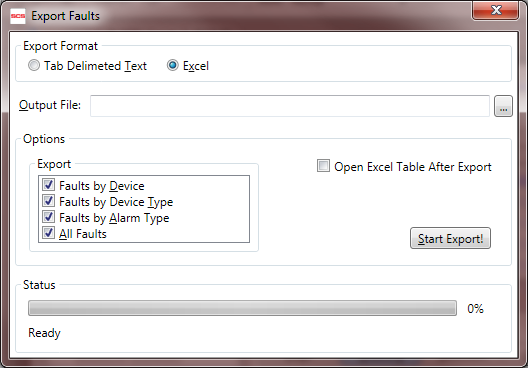 SCS Export Faults
Export Format
Tab Delimeted Text Excel
Output File: ...
Options
Export
Open Excel Table After Export
Faults by Device
Faults by Device Type
Faults by Alarm Type
All Faults
Start Export!
Status
0%
Ready